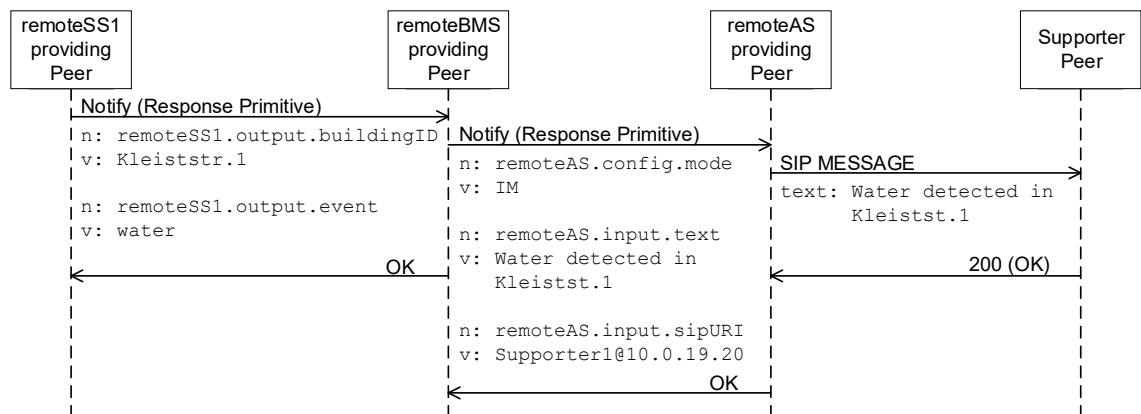 remoteSS1
providing
Peer
remoteBMS
providing
Peer
remoteAS
providing
Peer
Supporter
Peer
Notify (Response Primitive)
n: remoteSS1.output.buildingID
v: Kleiststr.1
n: remoteSS1.output.event
v: water
OK
Notify (Response Primitive)
n: remoteAS.config.mode
v: IM
n: remoteAS.input.text
v: Water detected in
Kleistst.1
n: remoteAS.input.sipURI
v: Supporter1@10.0.19.20
OK
SIP MESSAGE
text: Water detected in
Kleistst.1
200 (OK)